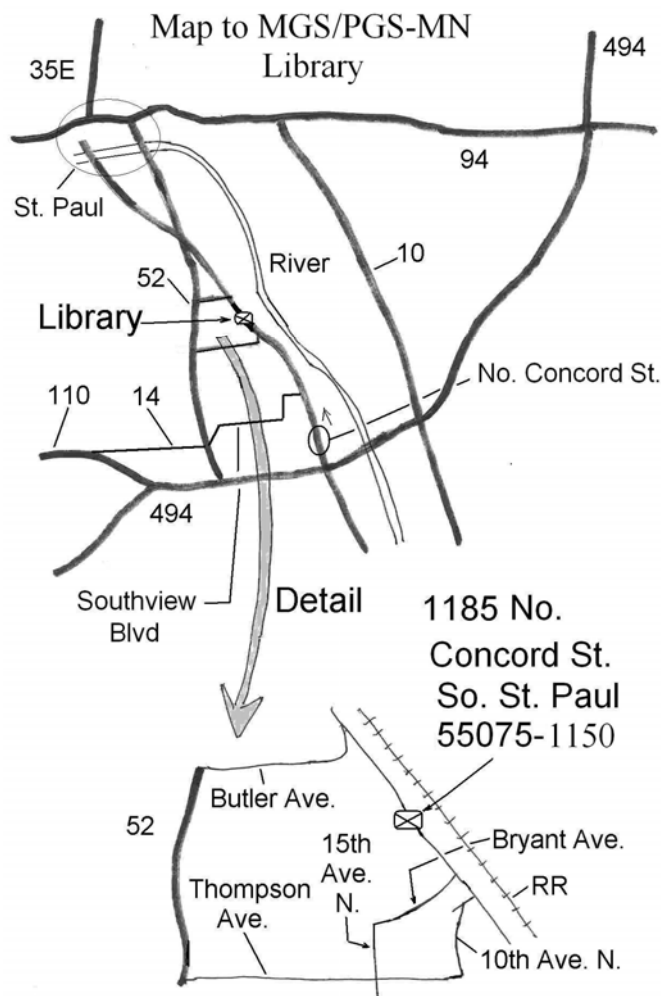 Map to MGS/PGS-MN
Library
35E
494
94
St. Paul
River
10
52
Library
No. Concord St.
110
14
494
Southview
Blvd
Detail
1185 No.
Concord St.
So. St. Paul
55075-1150
Butler Ave.
52
15th
Ave.
N.
Bryant Ave.
Thompson
Ave.
RR
10th Ave. N.